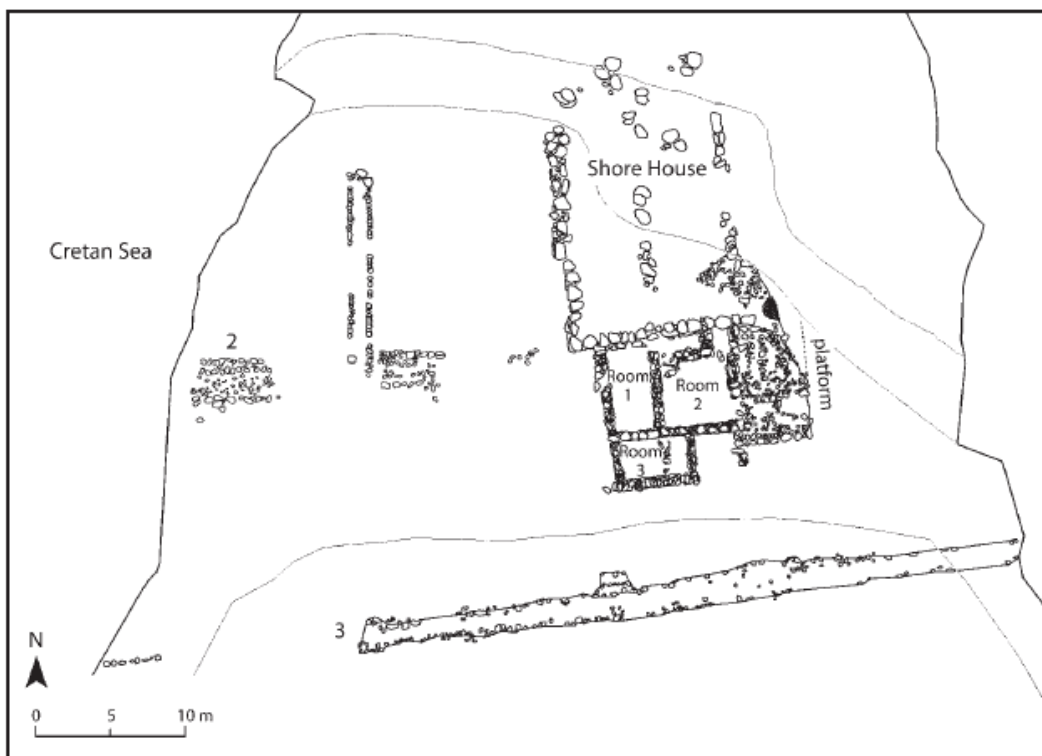 Shore House
Cretan Sea
2
platform
Room
1
Room
2
Room
3
3
N
0 5 10 m